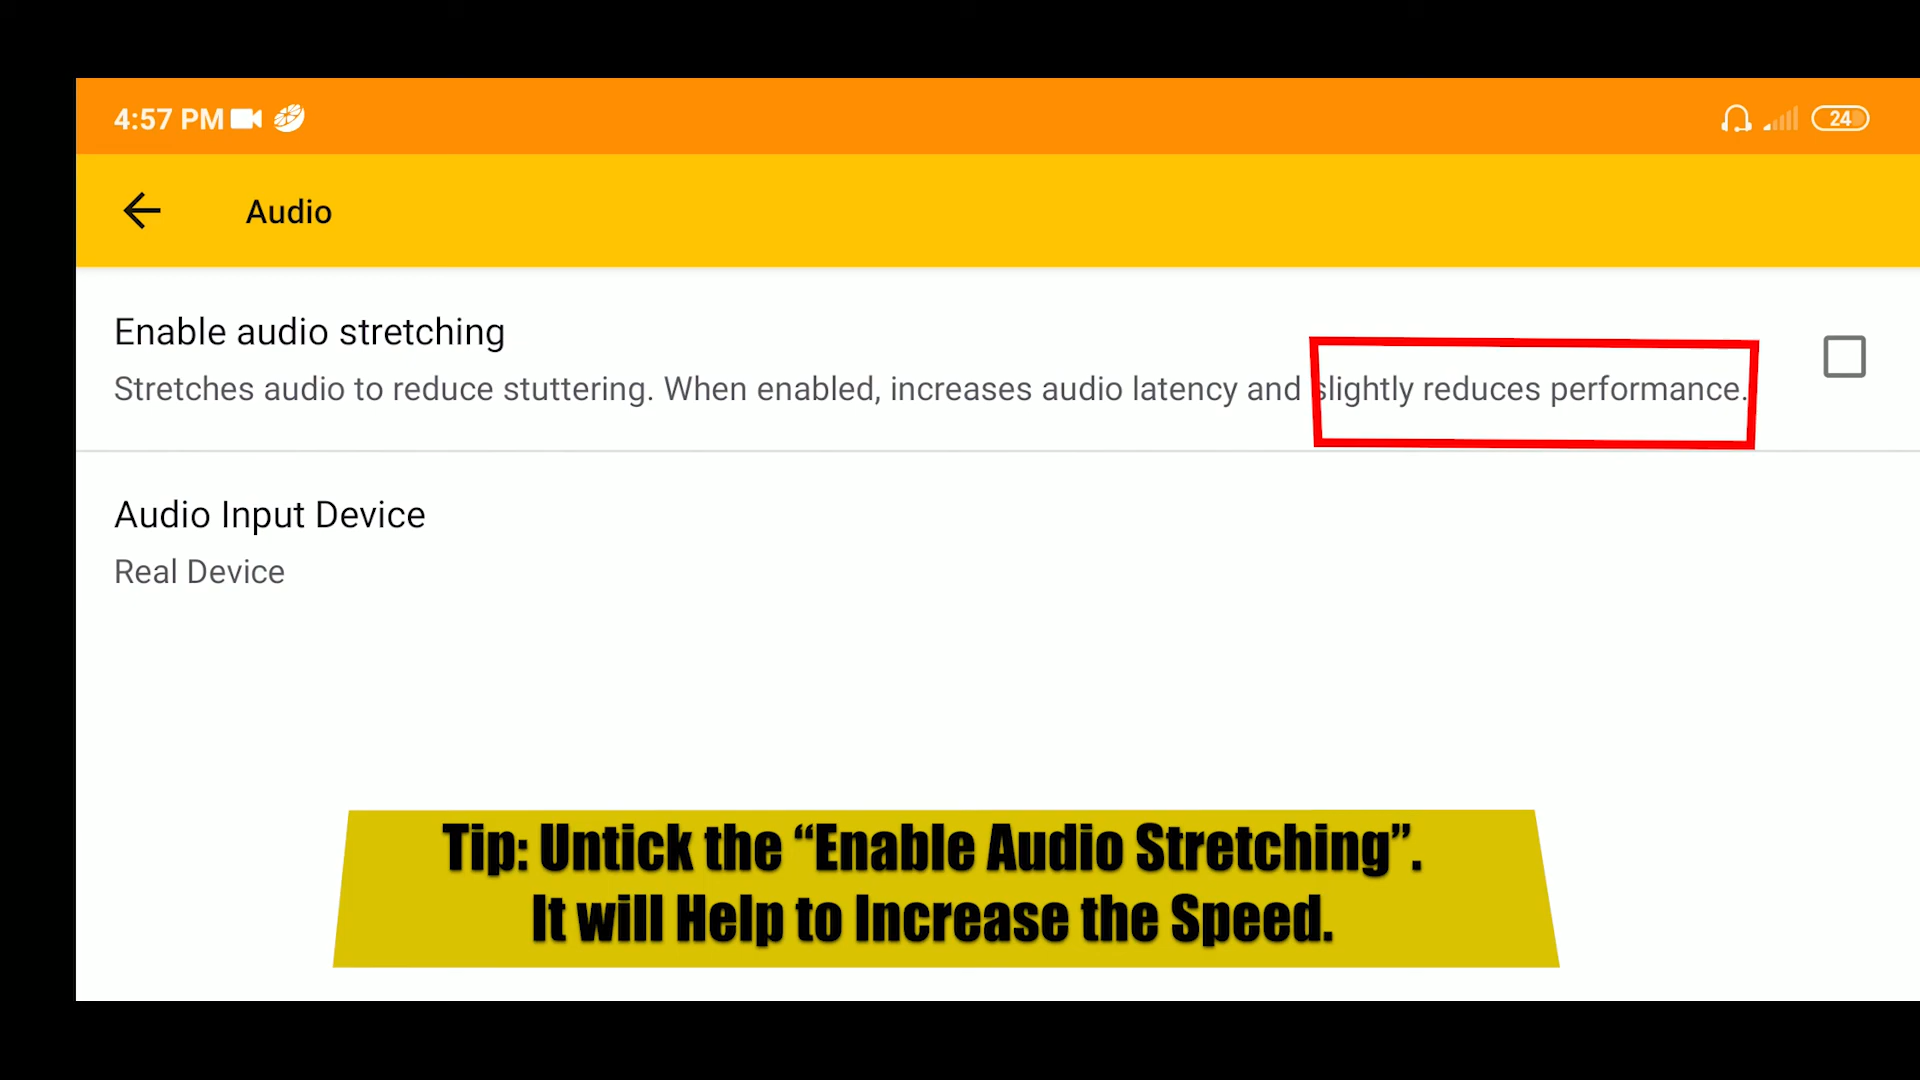 4:57 PM
24
Audio
Enable audio stretching
Stretches audio to reduce stuttering. When enabled, increases audio latency and slightly reduces performance.
Audio Input Device
Real Device
Tip: Untick the “Enable Audio Stretching”.
It will Help to Increase the Speed.